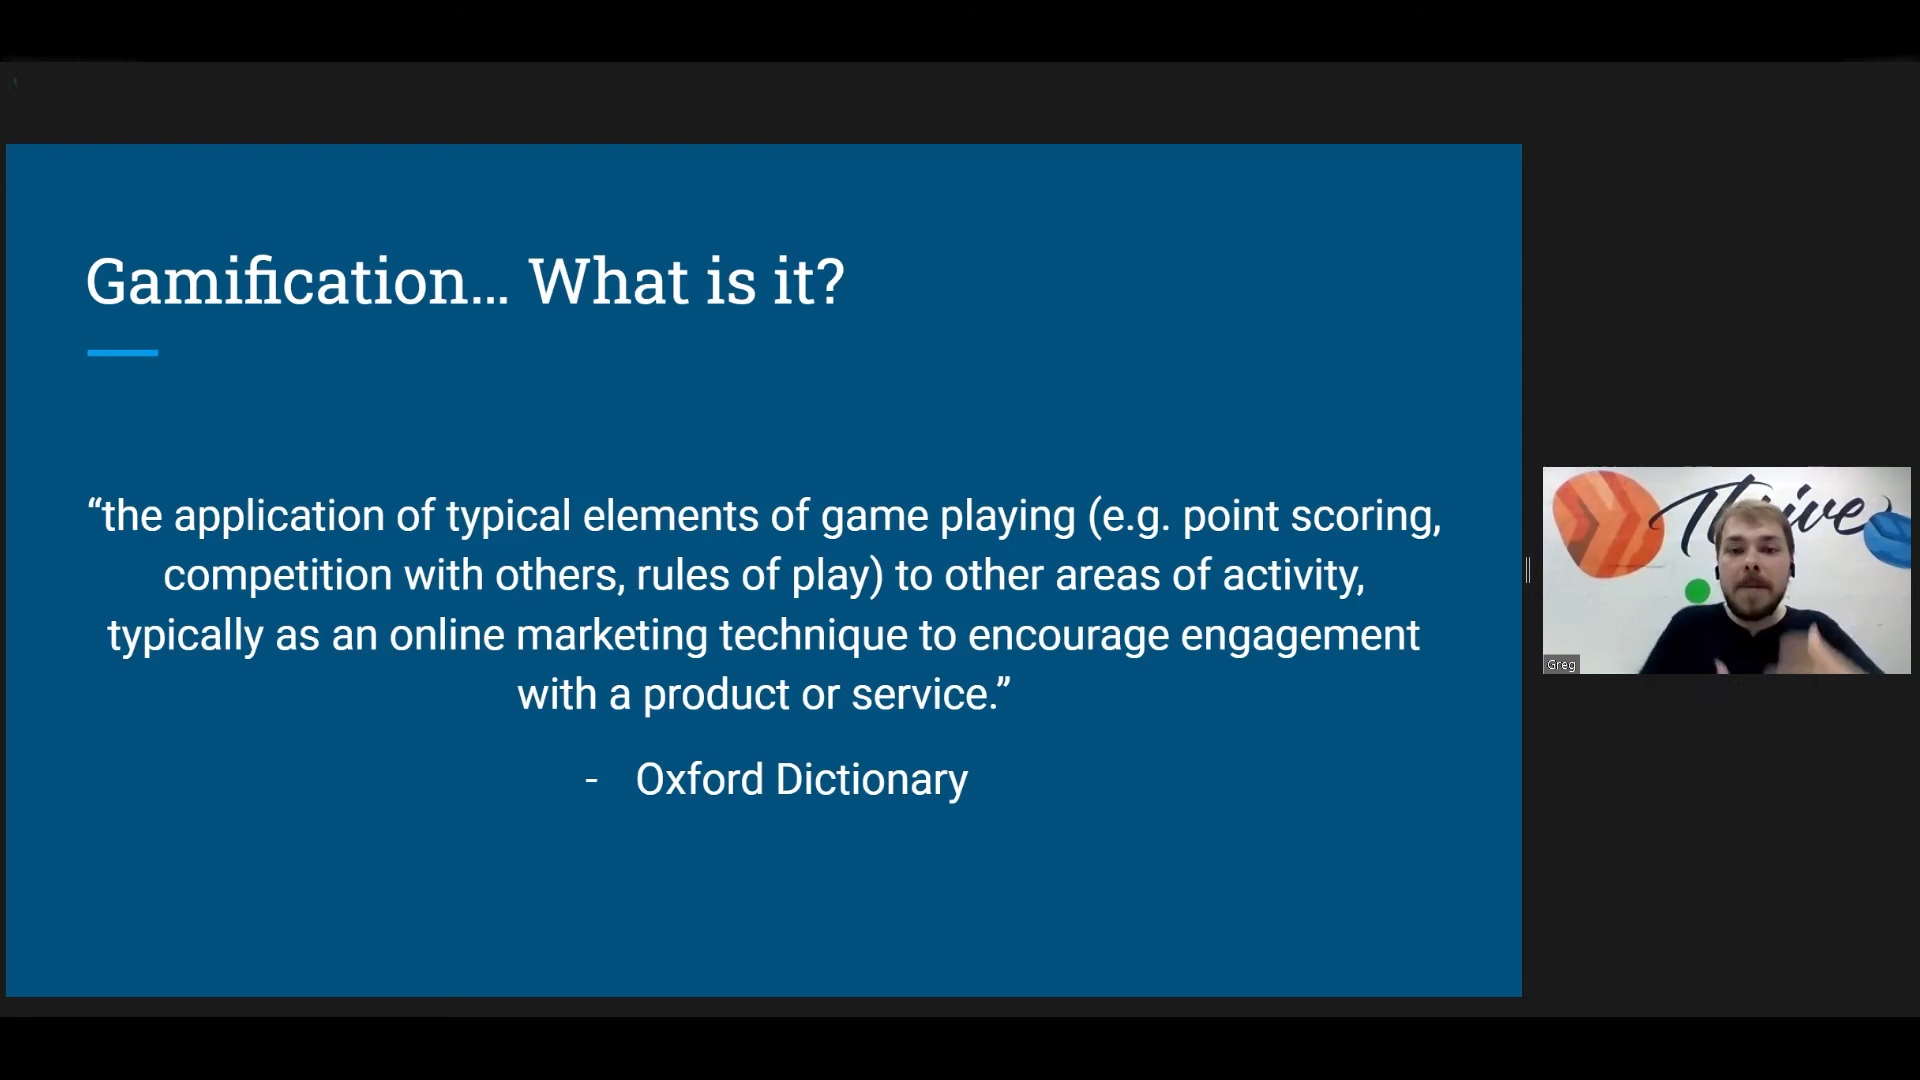 Gamification... What is it?
“the application of typical elements of game playing (e.g. point scoring,
competition with others, rules of play) to other areas of activity,
typically as an online marketing technique to encourage engagement
with a product or service.”
- Oxford Dictionary
Thrive
Greg